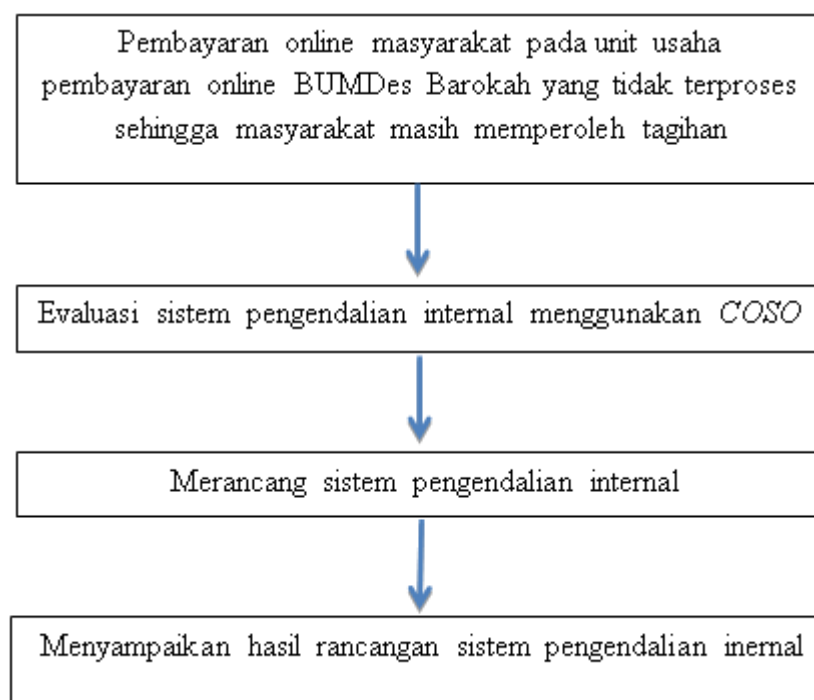 Pembayaran online masyarakat pada unit usaha
pembayaran online BUMDes Barokah yang tidak terproses
sehingga masyarakat masih memperoleh tagihan
Evaluasi sistem pengendalian internal menggunakan COSO
Merancang sistem pengendalian internal
Menyampaikan hasil rancangan sistem pengendalian inernal